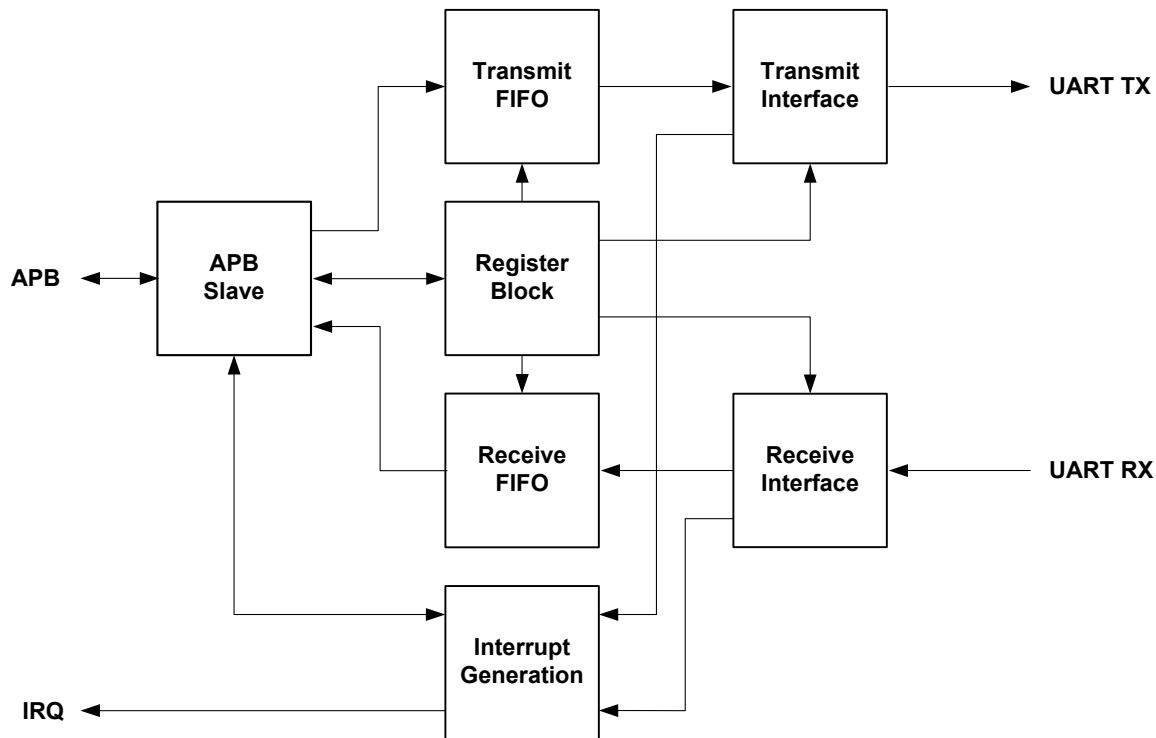 Transmit
FIFO
Transmit
Interface
UART TX
APB
APB
Slave
Register
Block
Receive
FIFO
Receive
Interface
UART RX
Interrupt
Generation
IRQ